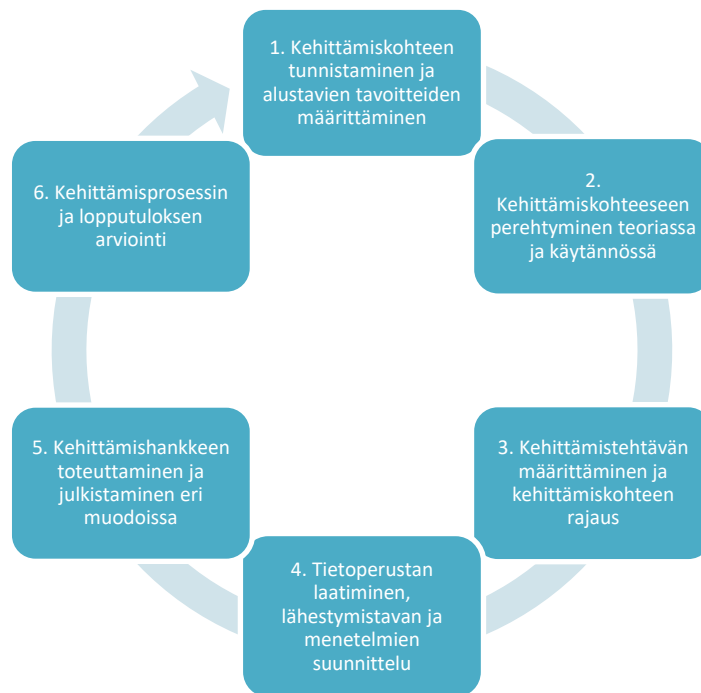 1. Kehittämiskohteen
tunnistaminen ja
alustavien tavoitteiden
määrittäminen
2.
Kehittämiskohteeseen
perehtyminen teoriassa
ja käytännössä
3. Kehittämistehtävän
määrittäminen ja
kehittämiskohteen
rajaus
4. Tietoperustan
laatiminen,
lähestymistavan ja
menetelmien
suunnittelu
5. Kehittämishankkeen
toteuttaminen ja
julkistaminen eri
muodoissa
6. Kehittämisprosessin
ja lopputuloksen
arviointi